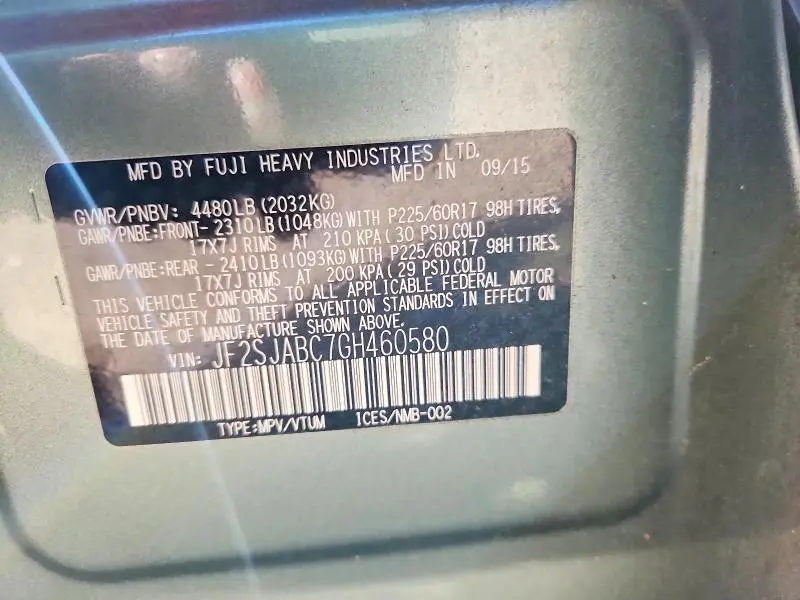 MFD BY FUJI HEAVY INDUSTRIES LTD.
MFD IN 09/15
GVWR/PNBV: 4480LB (2032KG)
GAWR/PNBE:FRONT-2310LB(1048KG)WITH P225/60R17 98H TIRES,
17X7J RIMS AT 210 KPA(30 PSI)COLD
GAWR/PNBE:REAR -2410LB(1093KG)WITH P225/60R17 98H TIRES,
17X7J RIMS AT 200 KPA(29 PSI)COLD
THIS VEHICLE CONFORMS TO ALL APPLICABLE FEDERAL MOTOR
VEHICLE SAFETY AND THEFT PREVENTION STANDARDS IN EFFECT ON
THE DATE OF MANUFACTURE SHOWN ABOVE.
VIN: JF2SJABC7GH460580
TYPE:MPV/VTUM ICES/NMB-002